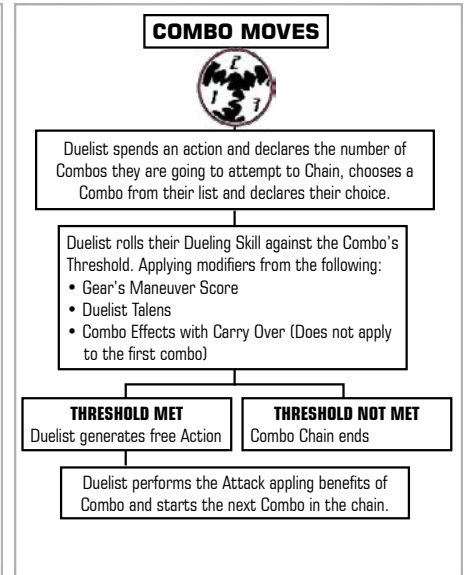 COMBO MOVES
2
1
3
Duelist spends an action and declares the number of
Combos they are going to attempt to Chain, chooses a
Combo from their list and declares their choice.
Duelist rolls their Dueling Skill against the Combo's
Threshold. Applying modifiers from the following:
• Gear's Maneuver Score
• Duelist Talens
• Combo Effects with Carry Over (Does not apply
to the first combo)
THRESHOLD MET
Duelist generates free Action
THRESHOLD NOT MET
Combo Chain ends
Duelist performs the Attack appling benefits of
Combo and starts the next Combo in the chain.